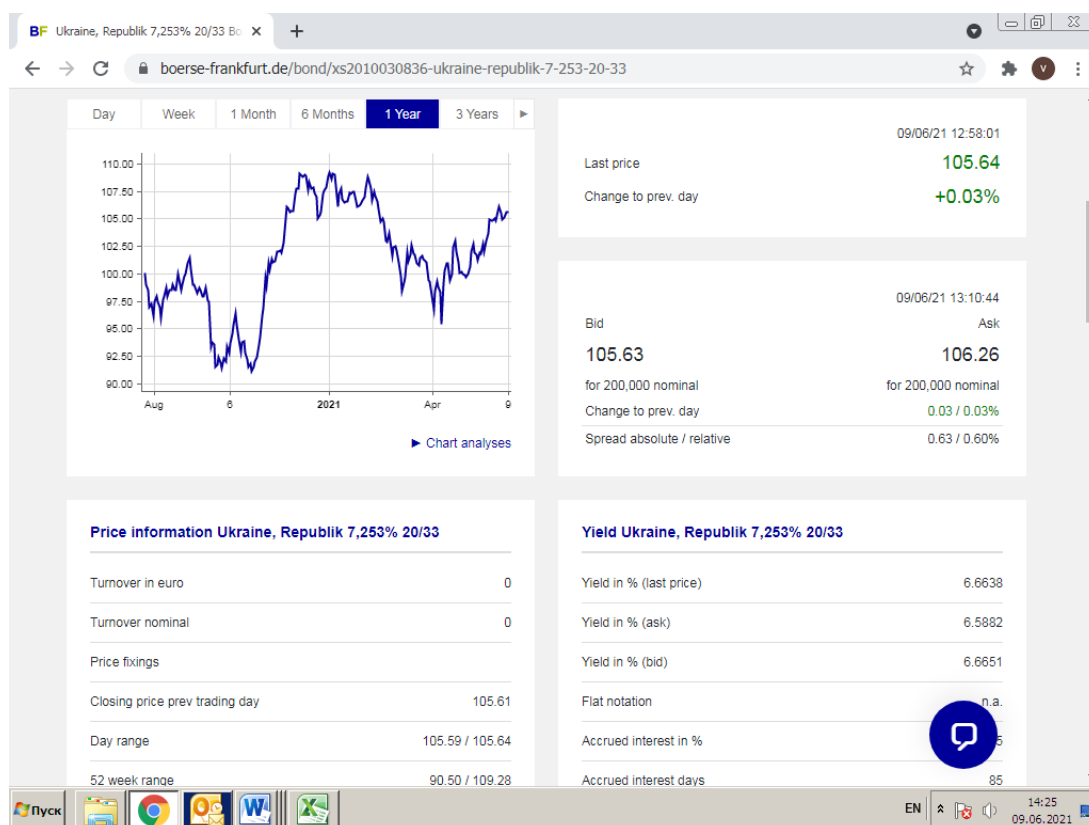 BF Ukraine, Republik 7,253% 20/33 Bo
boerse-frankfurt.de/bond/xs2010030836-ukraine-republik-7-253-20-33
V
Day Week 1 Month 6 Months 1 Year 3 Years
110.00
107.50
105.00
102.50
100.00
97.50
95.00
92.50
90.00
Aug 6 2021 Apr 9
Chart analyses
09/06/21 12:58:01
Last price 105.64
Change to prev. day +0.03%
09/06/21 13:10:44
Bid Ask
105.63 106.26
for 200,000 nominal for 200,000 nominal
Change to prev. day 0.03 / 0.03%
Spread absolute / relative 0.63 / 0.60%
Price information Ukraine, Republik 7,253% 20/33
Turnover in euro 0
Turnover nominal 0
Price fixings
Closing price prev trading day 105.61
Day range 105.59 / 105.64
52 week range 90.50 / 109.28
Yield Ukraine, Republik 7,253% 20/33
Yield in % (last price) 6.6638
Yield in % (ask) 6.5882
Yield in % (bid) 6.6651
Flat notation n.a.
Accrued interest in %
Accrued interest days 85
Пуск
EN 14:25
09.06.2021